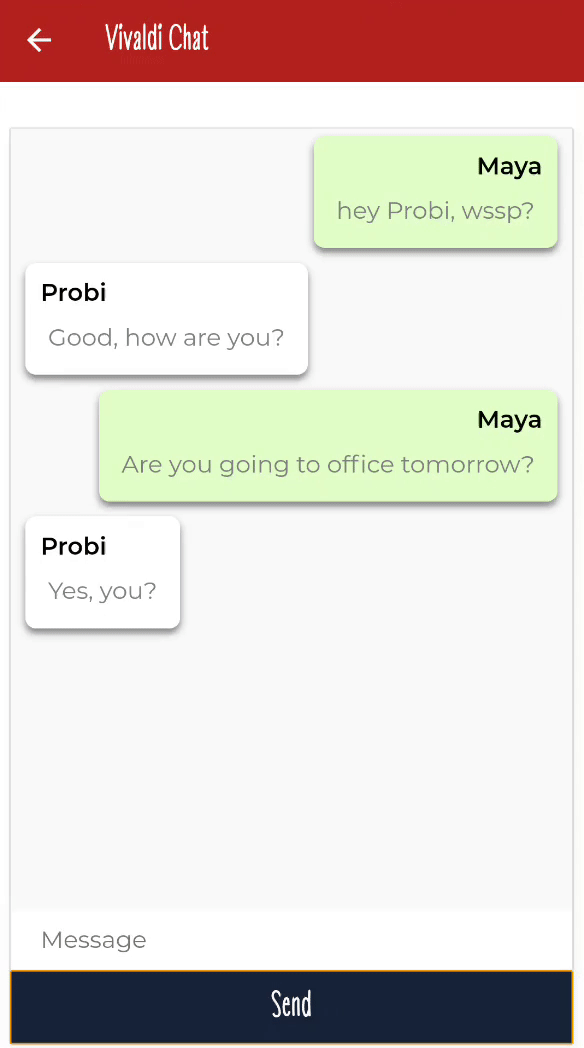 Vivaldi Chat
Maya
hey Probi, wssp?
Probi
Good, how are you?
Maya
Are you going to office tomorrow?
Probi
Yes, you?
Message
Send